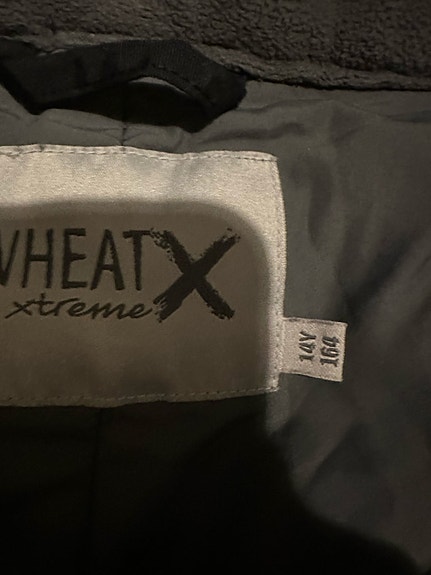 WHEAT X
xtreme
14Y
164